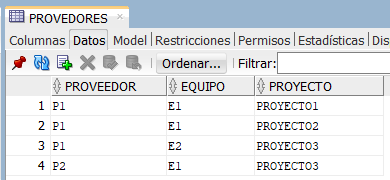 PROVEDORES ×
Columnas Datos Model Restricciones Permisos Estadísticas Dis
Ordenar... Filtrar:
PROVEEDOR EQUIPO PROYECTO
1 P1 E1 PROYECTO1
2 P1 E1 PROYECTO2
3 P1 E2 PROYECTO3
4 P2 E1 PROYECTO3